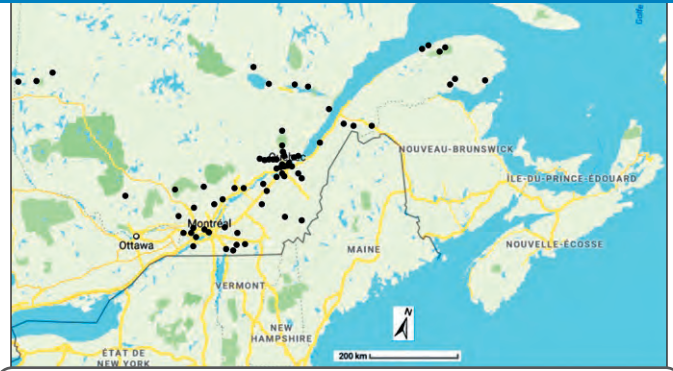 Golfe
Québec
NOUVEAU-BRUNSWICK
ÎLE-DU-PRINCE-ÉDOUARD
Montréal
Ottawa
MAINE
NOUVELLE-ÉCOSSE
VERMONT
N
NEW
HAMPSHIRE
200 km
ÉTAT DE
NEW YORK